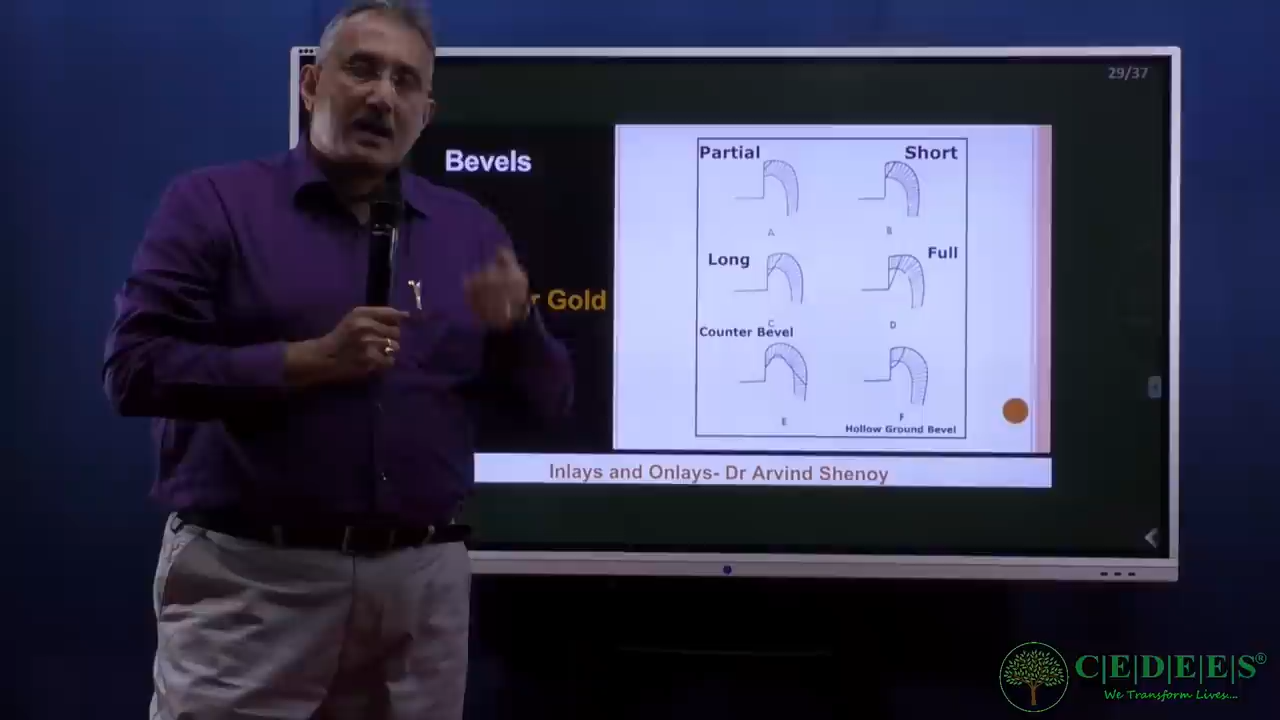 29/37
Bevels
Partial
Short
A
B
Long
Full
r Gold
C
D
Counter Bevel
E
F
Hollow Ground Bevel
Inlays and Onlays- Dr Arvind Shenoy
C|E|D|E|E|S®
We Transform Lives...